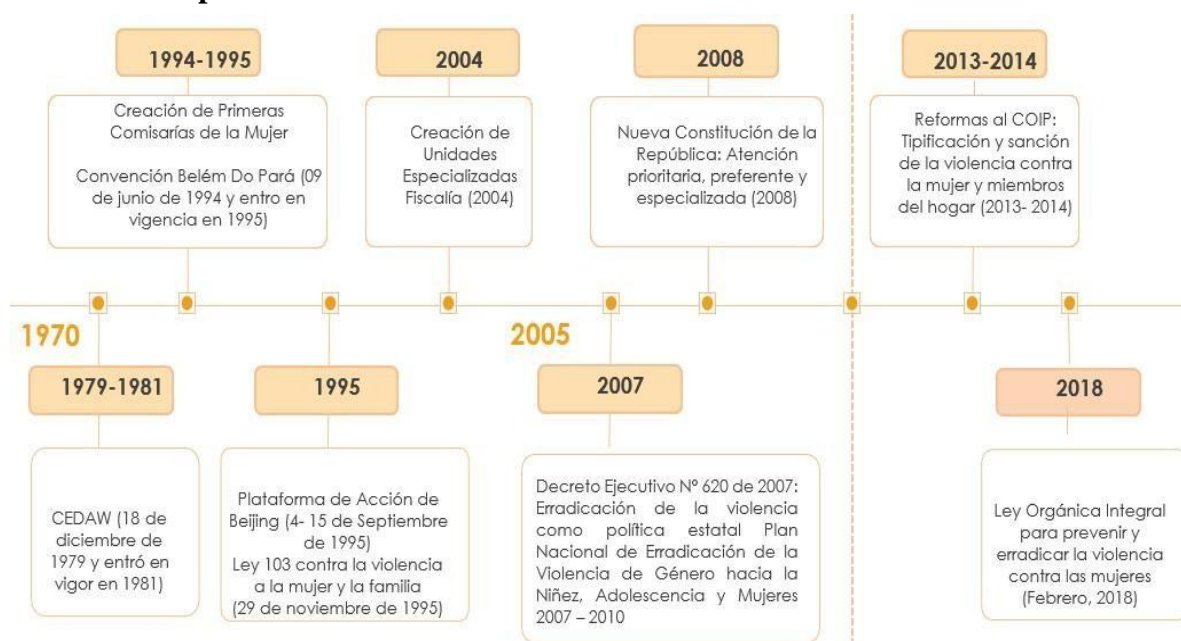 1994-1995
Creación de Primeras
Comisarías de la Mujer
Convención Belém Do Pará (09
de junio de 1994 y entro en
vigencia en 1995)
2004
Creación de
Unidades
Especializadas
Fiscalía (2004)
2008
Nueva Constitución de la
República: Atención
prioritaria, preferente y
especializada (2008)
2013-2014
Reformas al COIP:
Tipificación y sanción
de la violencia contra
la mujer y miembros
del hogar (2013- 2014)
1970
2005
1979-1981
CEDAW (18 de
diciembre de
1979 y entró en
vigor en 1981)
1995
Plataforma de Acción de
Beijing (4- 15 de Septiembre
de 1995)
Ley 103 contra la violencia
a la mujer y la familia
(29 de noviembre de 1995)
2007
Decreto Ejecutivo Nº 620 de 2007:
Erradicación de la violencia
como política estatal Plan
Nacional de Erradicación de la
Violencia de Género hacia la
Niñez, Adolescencia y Mujeres
2007 – 2010
2018
Ley Orgánica Integral
para prevenir y
erradicar la violencia
contra las mujeres
(Febrero, 2018)